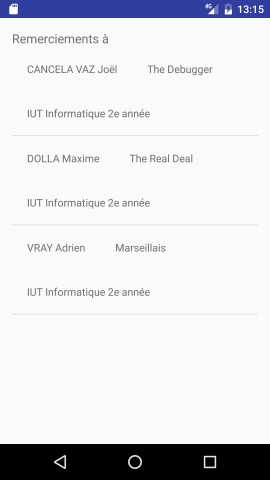 4G 13:15
Remerciements à
CANCELA VAZ Joël The Debugger
IUT Informatique 2e année
DOLLA Maxime The Real Deal
IUT Informatique 2e année
VRAY Adrien Marseillais
IUT Informatique 2e année